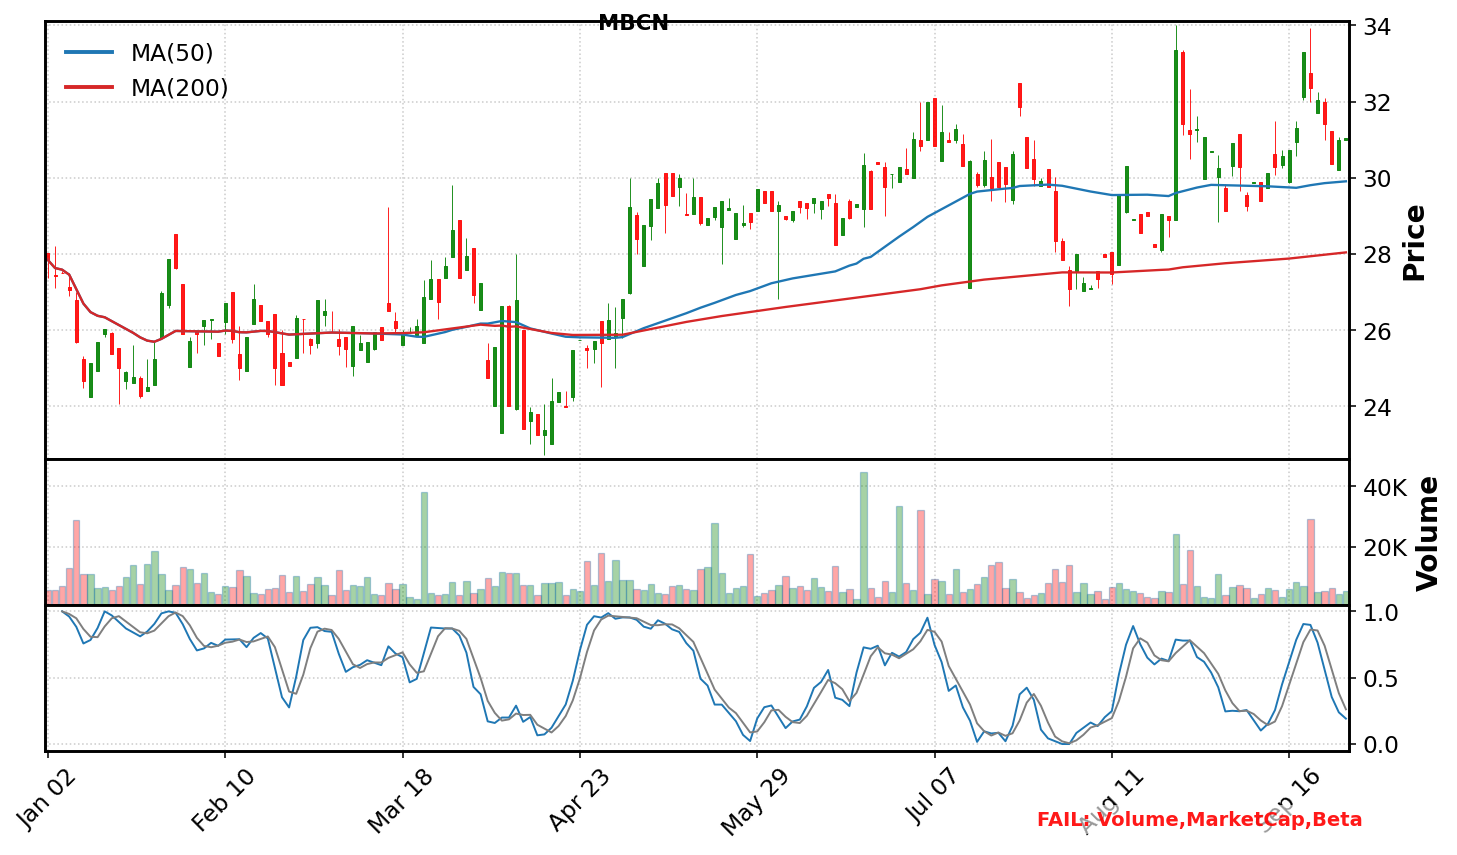 MBCN
MA(50)
MA(200)
34
32
30
28
26
24
Price
40K
20K
Volume
1.0
0.5
0.0
Jan 02
Feb 10
Mar 18
Apr 23
May 29
Jul 07
Aug 11
Sep 16
FAIL: Volume,MarketCap,Beta